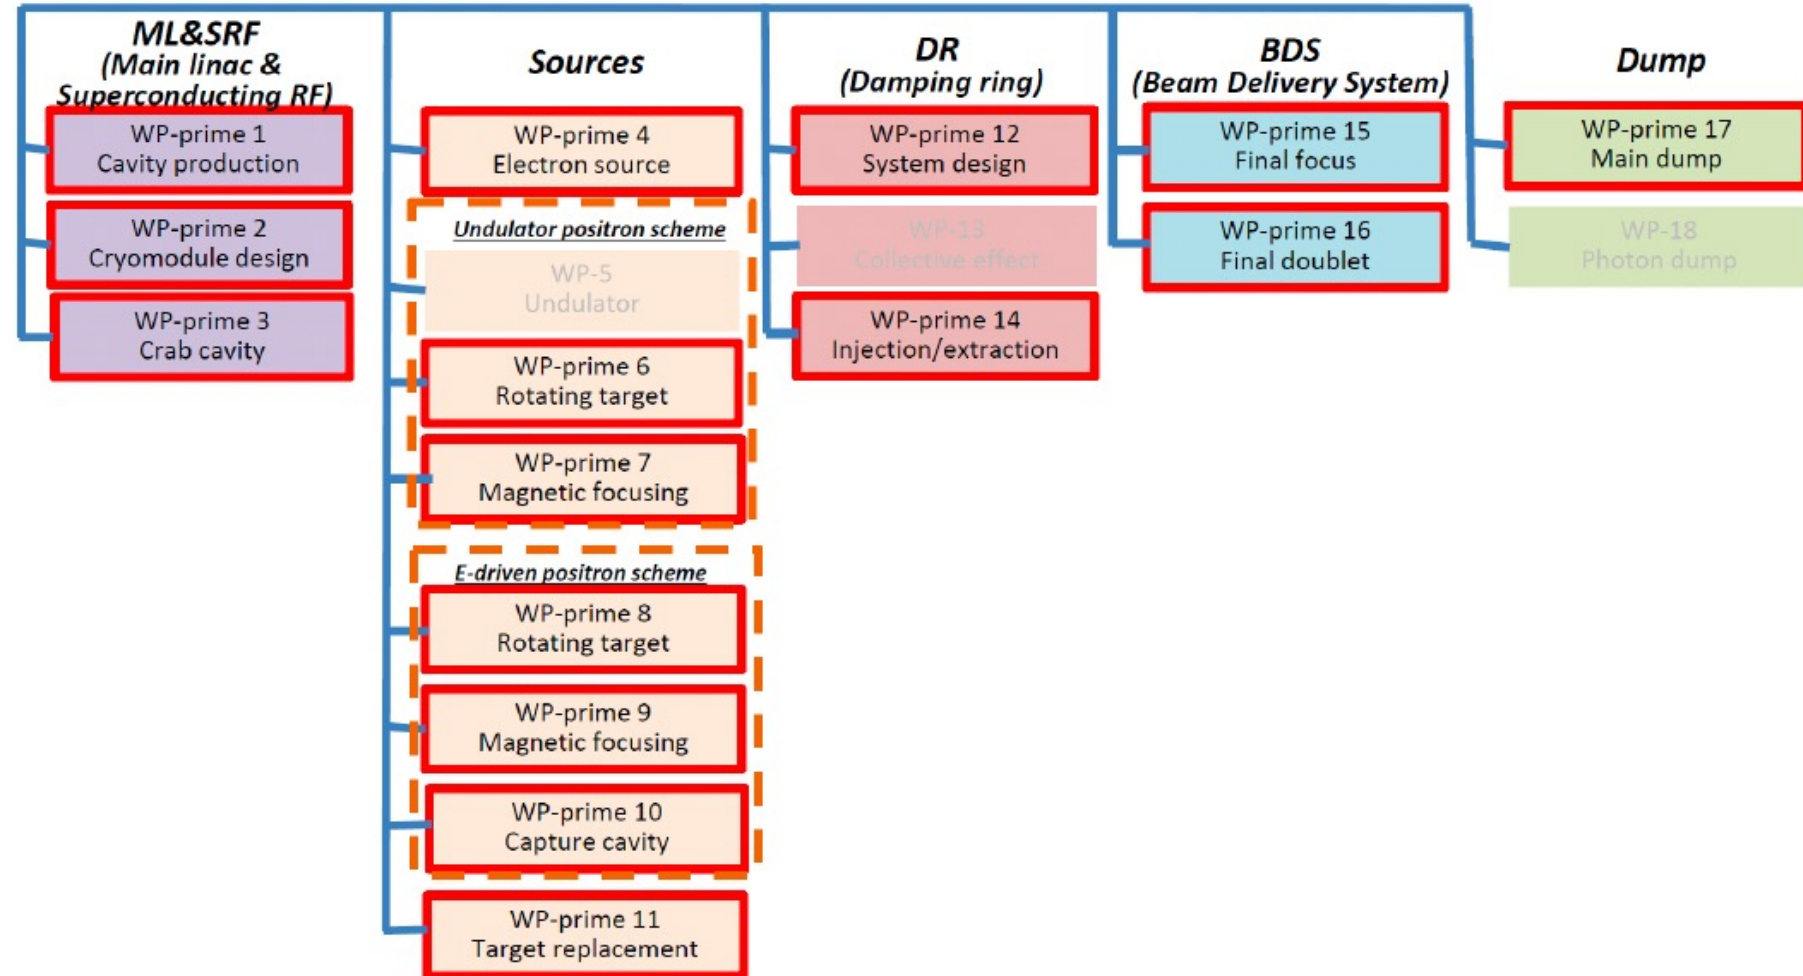 ML&SRF
(Main linac &
Superconducting RF)
WP-prime 1
Cavity production
WP-prime 2
Cryomodule design
WP-prime 3
Crab cavity
Sources
WP-prime 4
Electron source
Undulator positron scheme
WP-5
Undulator
WP-prime 6
Rotating target
WP-prime 7
Magnetic focusing
E-driven positron scheme
WP-prime 8
Rotating target
WP-prime 9
Magnetic focusing
WP-prime 10
Capture cavity
WP-prime 11
Target replacement
DR
(Damping ring)
WP-prime 12
System design
WP-13
Collective effect
WP-prime 14
Injection/extraction
BDS
(Beam Delivery System)
WP-prime 15
Final focus
WP-prime 16
Final doublet
Dump
WP-prime 17
Main dump
WP-18
Photon dump